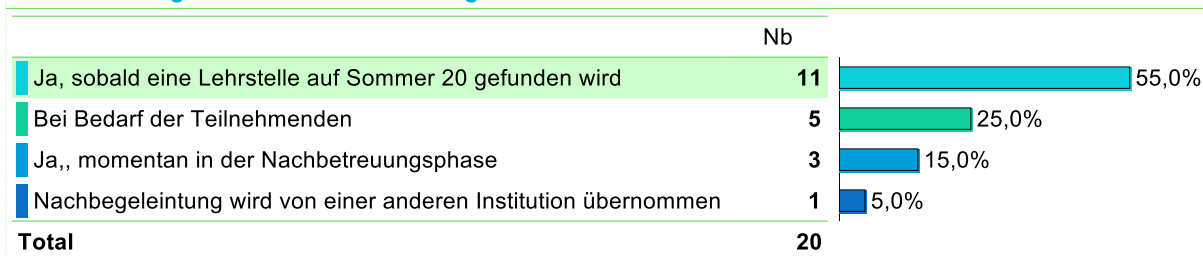 Nb
Ja, sobald eine Lehrstelle auf Sommer 20 gefunden wird 11 55,0%
Bei Bedarf der Teilnehmenden 5 25,0%
Ja,, momentan in der Nachbetreuungsphase 3 15,0%
Nachbegeleintung wird von einer anderen Institution übernommen 1 5,0%
Total 20